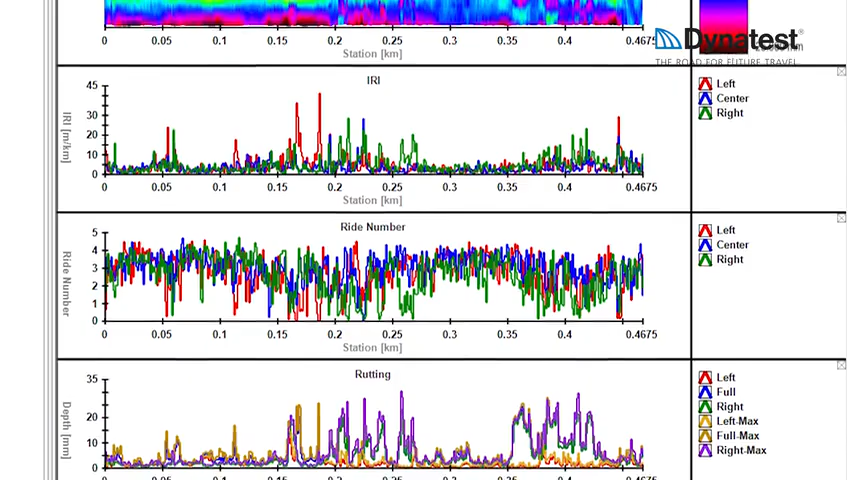 0 0.05 0.1 0.15 0.2 0.25 0.3 0.35 0.4 0.4675
Station [km]
Dynatest®
THE ROAD FOR FUTURE TRAVEL
IRI
IRI [m/km]
45
30
20
10
0
0 0.05 0.1 0.15 0.2 0.25 0.3 0.35 0.4 0.4675
Station [km]
Left
Center
Right
Ride Number
Ride Number
5
4
3
2
1
0
0 0.05 0.1 0.15 0.2 0.25 0.3 0.35 0.4 0.4675
Station [km]
Left
Center
Right
Rutting
Depth [mm]
35
20
10
0
Left
Full
Right
Left-Max
Full-Max
Right-Max